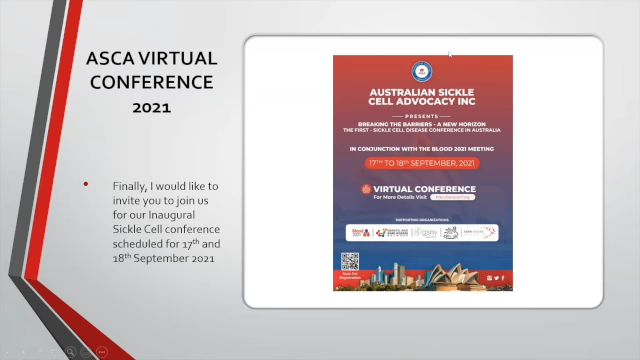 ASCA VIRTUAL
CONFERENCE
2021
Finally, I would like to
invite you to join us
for our Inaugural
Sickle Cell conference
scheduled for 17th and
18th September 2021
AUSTRALIAN SICKLE
CELL ADVOCACY INC
PRESENTS
BREAKING THE BARRIERS - A NEW HORIZON
THE FIRST - SICKLE CELL DISEASE CONFERENCE IN AUSTRALIA
IN CONJUNCTION WITH THE BLOOD 2021 MEETING
17TH TO 18TH SEPTEMBER, 2021
VIRTUAL CONFERENCE
For More Details Visit
SUPPORTING ORGANIZATIONS
Scan For
Registration